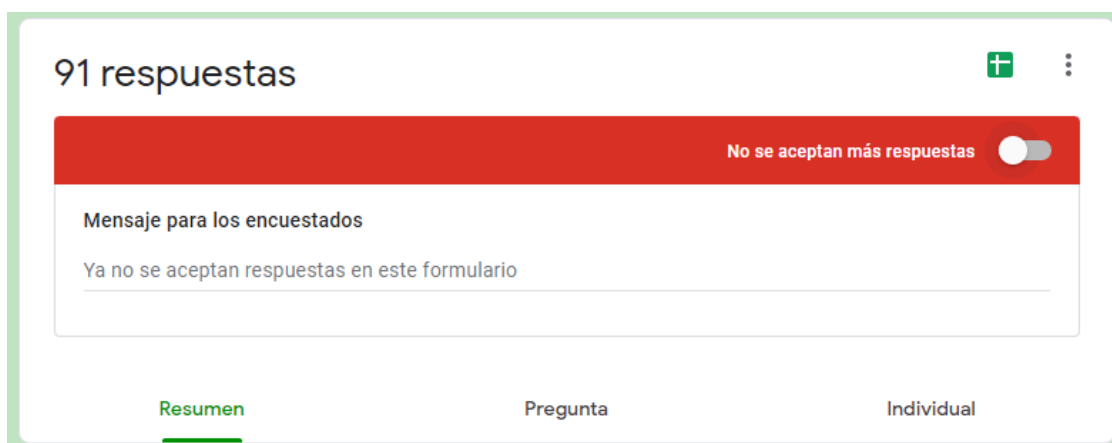 91 respuestas
No se aceptan más respuestas
Mensaje para los encuestados
Ya no se aceptan respuestas en este formulario
Resumen
Pregunta
Individual